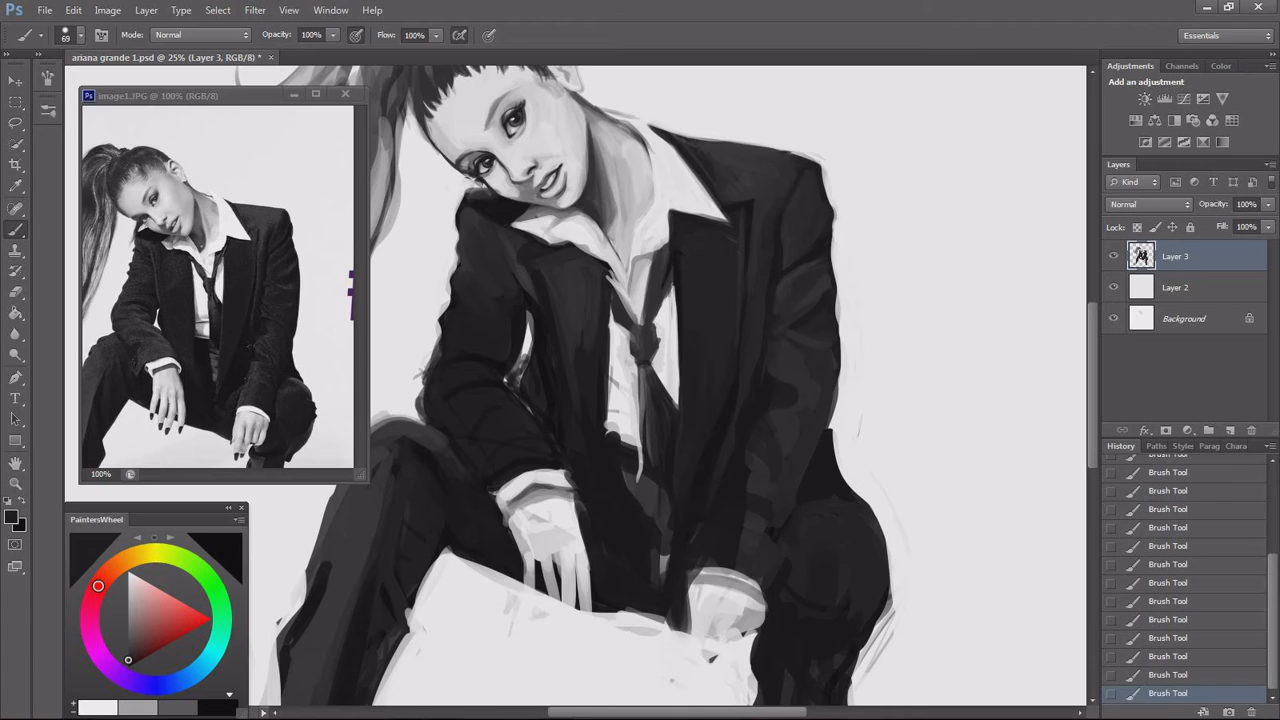 Ps File Edit Image Layer Type Select Filter View Window Help
69 Mode: Normal Opacity: 100% Flow: 100% Essentials
ariana grande 1.psd @ 25% (Layer 3, RGB/8) *
image1.JPG @ 100% (RGB/8)
100%
PaintersWheel
Adjustments Channels Color
Add an adjustment
Layers
Kind
Normal Opacity: 100%
Lock: Fill: 100%
Layer 3
Layer 2
Background
History Paths Styles Parag Chara
Brush Tool
Brush Tool
Brush Tool
Brush Tool
Brush Tool
Brush Tool
Brush Tool
Brush Tool
Brush Tool
Brush Tool
Brush Tool
Brush Tool
Brush Tool
Brush Tool